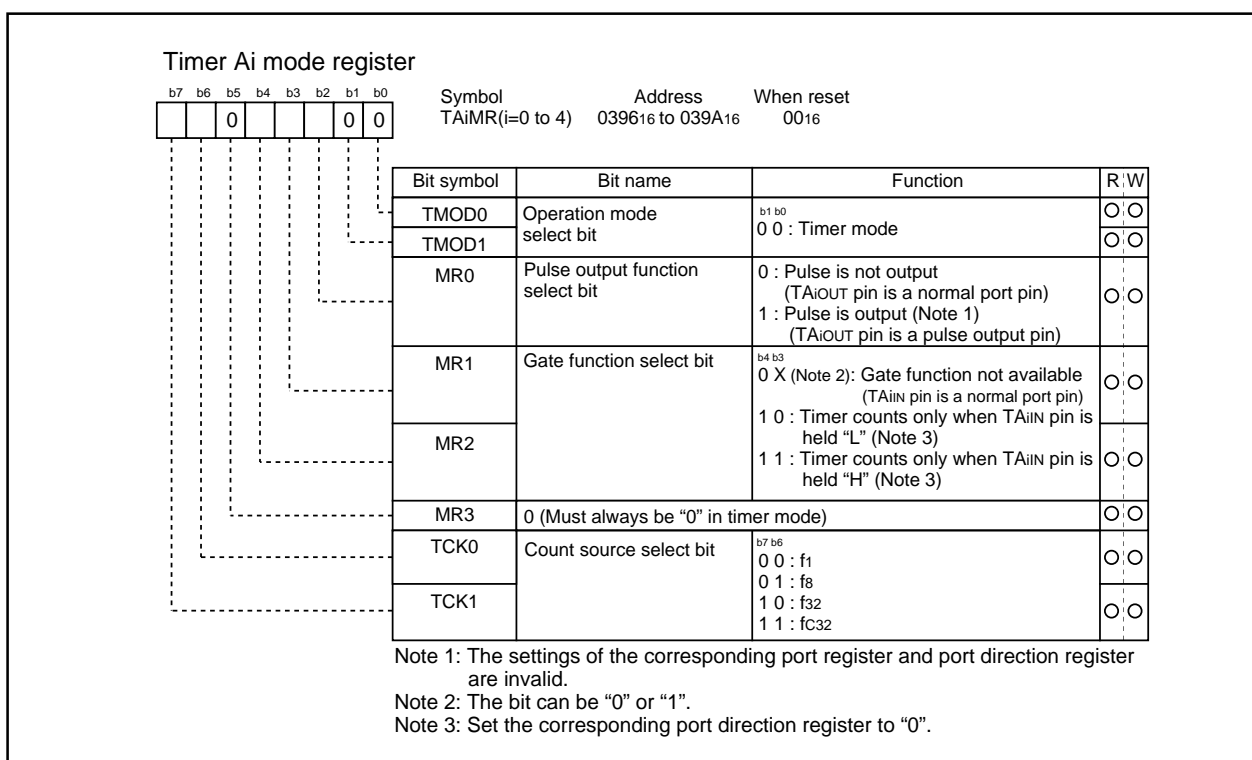 Timer Ai mode register
b7 b6 b5 b4 b3 b2 b1 b0
0 0 0
Symbol Address When reset
TAiMR(i=0 to 4) 039616 to 039A16 0016
Bit symbol Bit name Function R W
TMOD0 Operation mode select bit
b1 b0
0 0 : Timer mode
TMOD1
MR0 Pulse output function select bit
0 : Pulse is not output
(TAiOUT pin is a normal port pin)
1 : Pulse is output (Note 1)
(TAiOUT pin is a pulse output pin)
MR1 Gate function select bit
b4 b3
0 X (Note 2): Gate function not available
(TAiIN pin is a normal port pin)
1 0 : Timer counts only when TAiIN pin is
held “L” (Note 3)
MR2
1 1 : Timer counts only when TAiIN pin is
held “H” (Note 3)
MR3 0 (Must always be “0” in timer mode)
TCK0 Count source select bit
b7 b6
0 0 : f1
0 1 : f8
TCK1
1 0 : f32
1 1 : fC32
Note 1: The settings of the corresponding port register and port direction register
are invalid.
Note 2: The bit can be “0” or “1”.
Note 3: Set the corresponding port direction register to “0”.